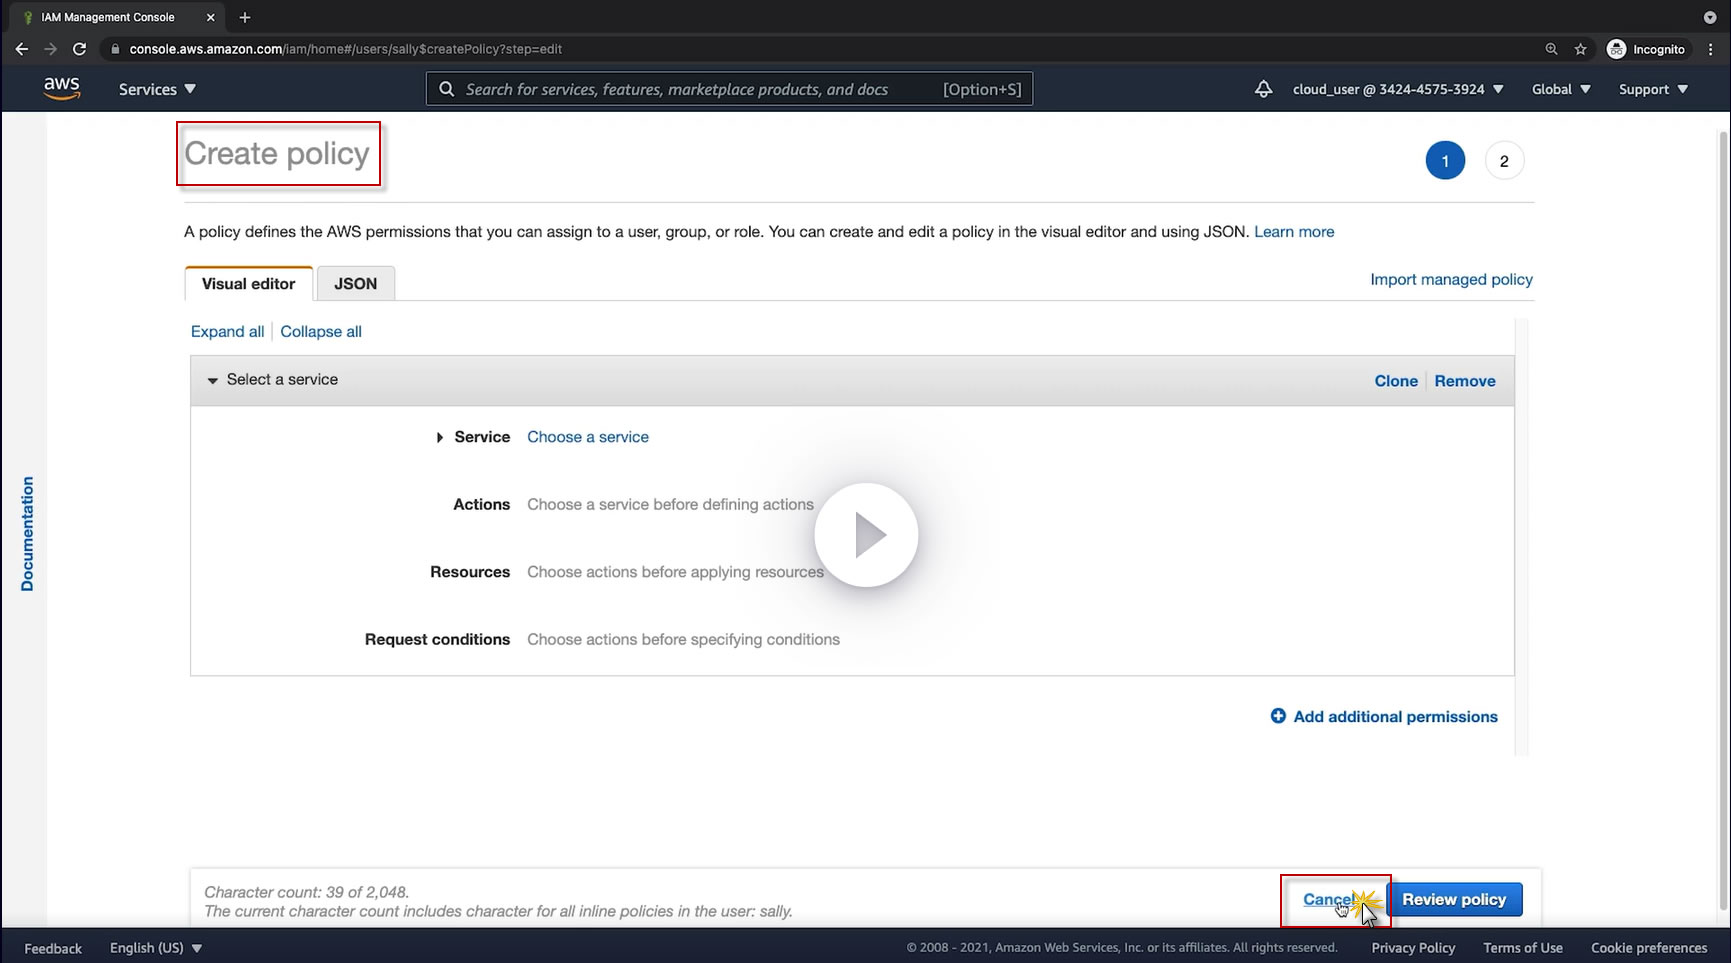 IAM Management Console
console.aws.amazon.com/iam/home#/users/sally$createPolicy?step=edit
Incognito
aws
Services
Search for services, features, marketplace products, and docs
[Option+S]
cloud_user @ 3424-4575-3924
Global
Support
Create policy
1
2
A policy defines the AWS permissions that you can assign to a user, group, or role. You can create and edit a policy in the visual editor and using JSON. Learn more
Visual editor
JSON
Import managed policy
Expand all
Collapse all
Select a service
Clone
Remove
Service
Choose a service
Actions
Choose a service before defining actions
Resources
Choose actions before applying resources
Request conditions
Choose actions before specifying conditions
Documentation
Add additional permissions
Character count: 39 of 2,048.
The current character count includes character for all inline policies in the user: sally.
Cancel
Review policy
Feedback
English (US)
© 2008 - 2021, Amazon Web Services, Inc. or its affiliates. All rights reserved.
Privacy Policy
Terms of Use
Cookie preferences